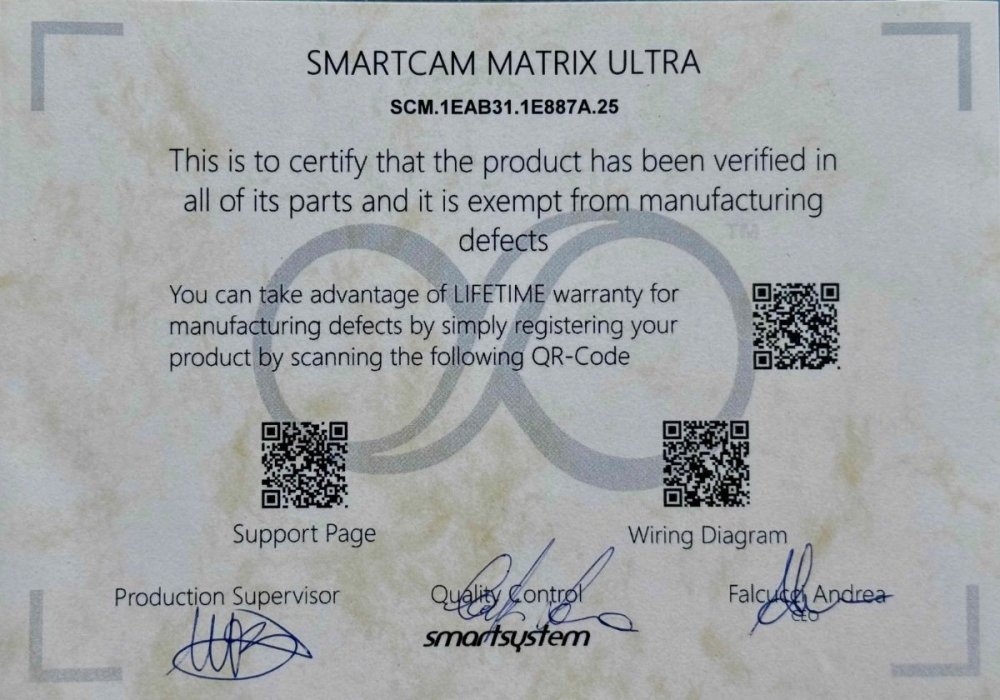 SMARTCAM MATRIX ULTRA
SCM.1EAB31.1E887A.25
This is to certify that the product has been verified in
all of its parts and it is exempt from manufacturing
defects
TM
You can take advantage of LIFETIME warranty for
manufacturing defects by simply registering your
product by scanning the following QR-Code
Support Page
Wiring Diagram
Production Supervisor
Quality Control
Falcucci Andrea
CEO
smartsystem